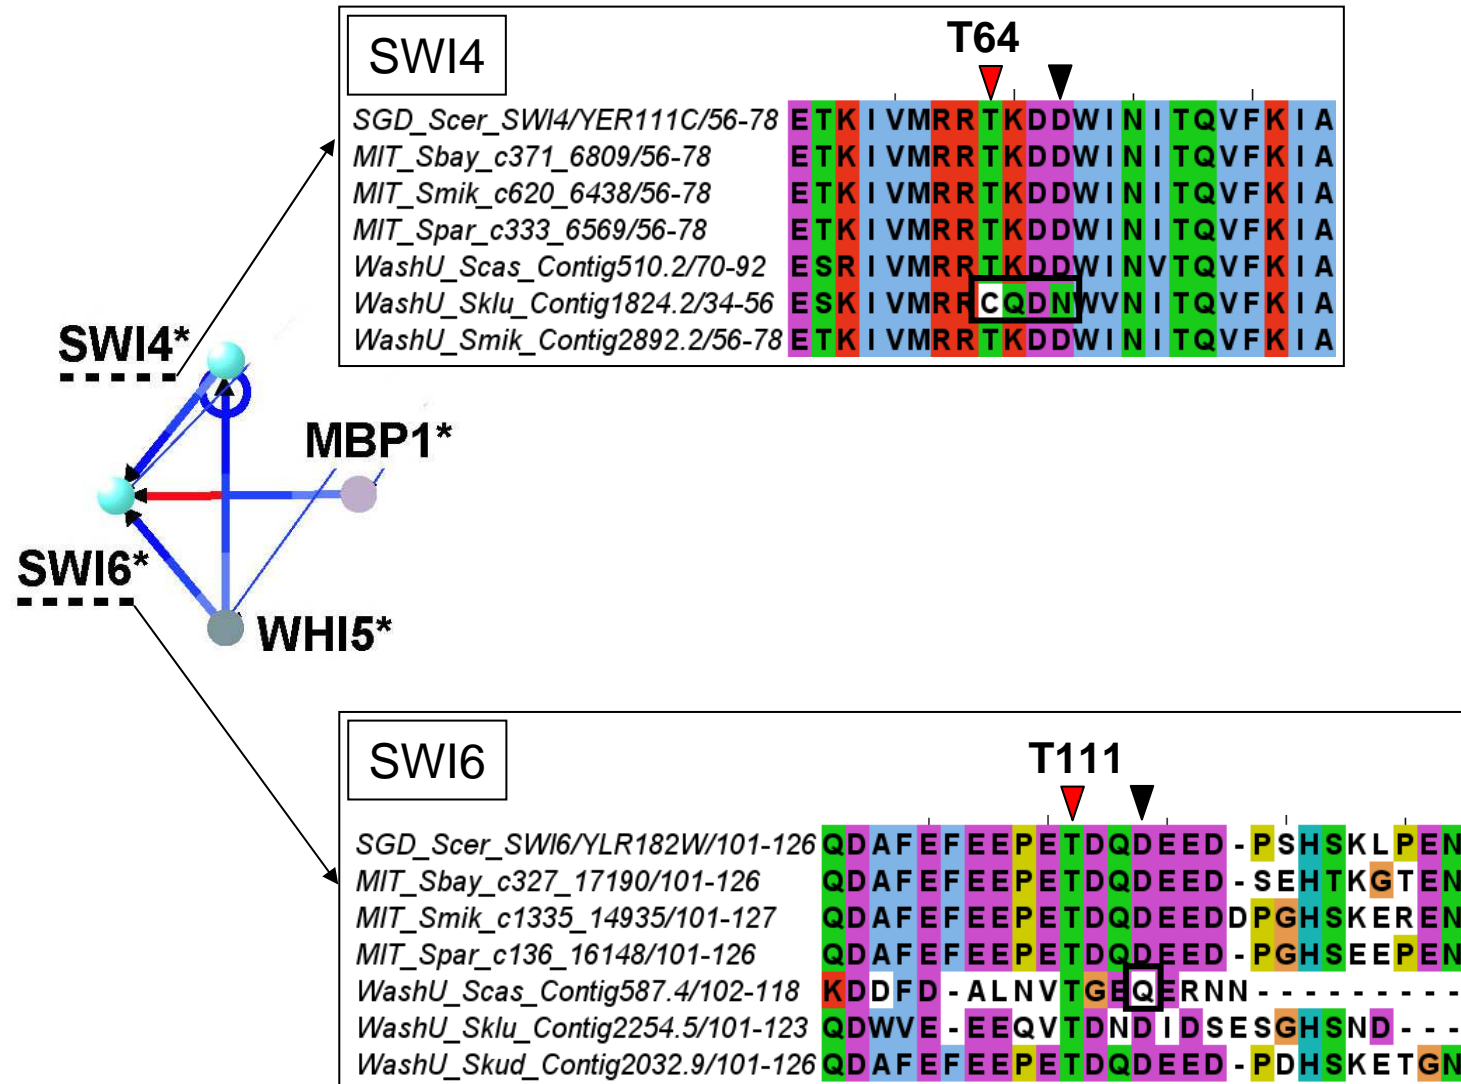 SWI4
T64
SGD_Scer_SWI4/YER111C/56-78 ETKIVMRRTKDDWINITQVFKIA
MIT_Sbay_c371_6809/56-78 ETKIVMRRTKDDWINITQVFKIA
MIT_Smik_c620_6438/56-78 ETKIVMRRTKDDWINITQVFKIA
MIT_Spar_c333_6569/56-78 ETKIVMRRTKDDWINITQVFKIA
WashU_Scas_Contig510.2/70-92 ESRIVMRRTKDDWINVTQVFKIA
WashU_Sklu_Contig1824.2/34-56 ESKIVMRRCQDNWVNITQVFKIA
WashU_Smik_Contig2892.2/56-78 ETKIVMRRTKDDWINITQVFKIA
SWI4*
MBP1*
SWI6*
WHI5*
SWI6
T111
SGD_Scer_SWI6/YLR182W/101-126 QDAFEFEEPETDQDEED-PSHSKLPEN
MIT_Sbay_c327_17190/101-126 QDAFEFEEPETDQDEED-SEHTKGTEN
MIT_Smik_c1335_14935/101-127 QDAFEFEEPETDQDEEDDPGHSKEREN
MIT_Spar_c136_16148/101-126 QDAFEFEEPETDQDEED-PGHSEEPEN
WashU_Scas_Contig587.4/102-118 KDDFD-ALNVTGEQERNN---------
WashU_Sklu_Contig2254.5/101-123 QDWVE-EEQVTDNDIDSESGHSND---
WashU_Skud_Contig2032.9/101-126 QDAFEFEEPETDQDEED-PDHSKETGN